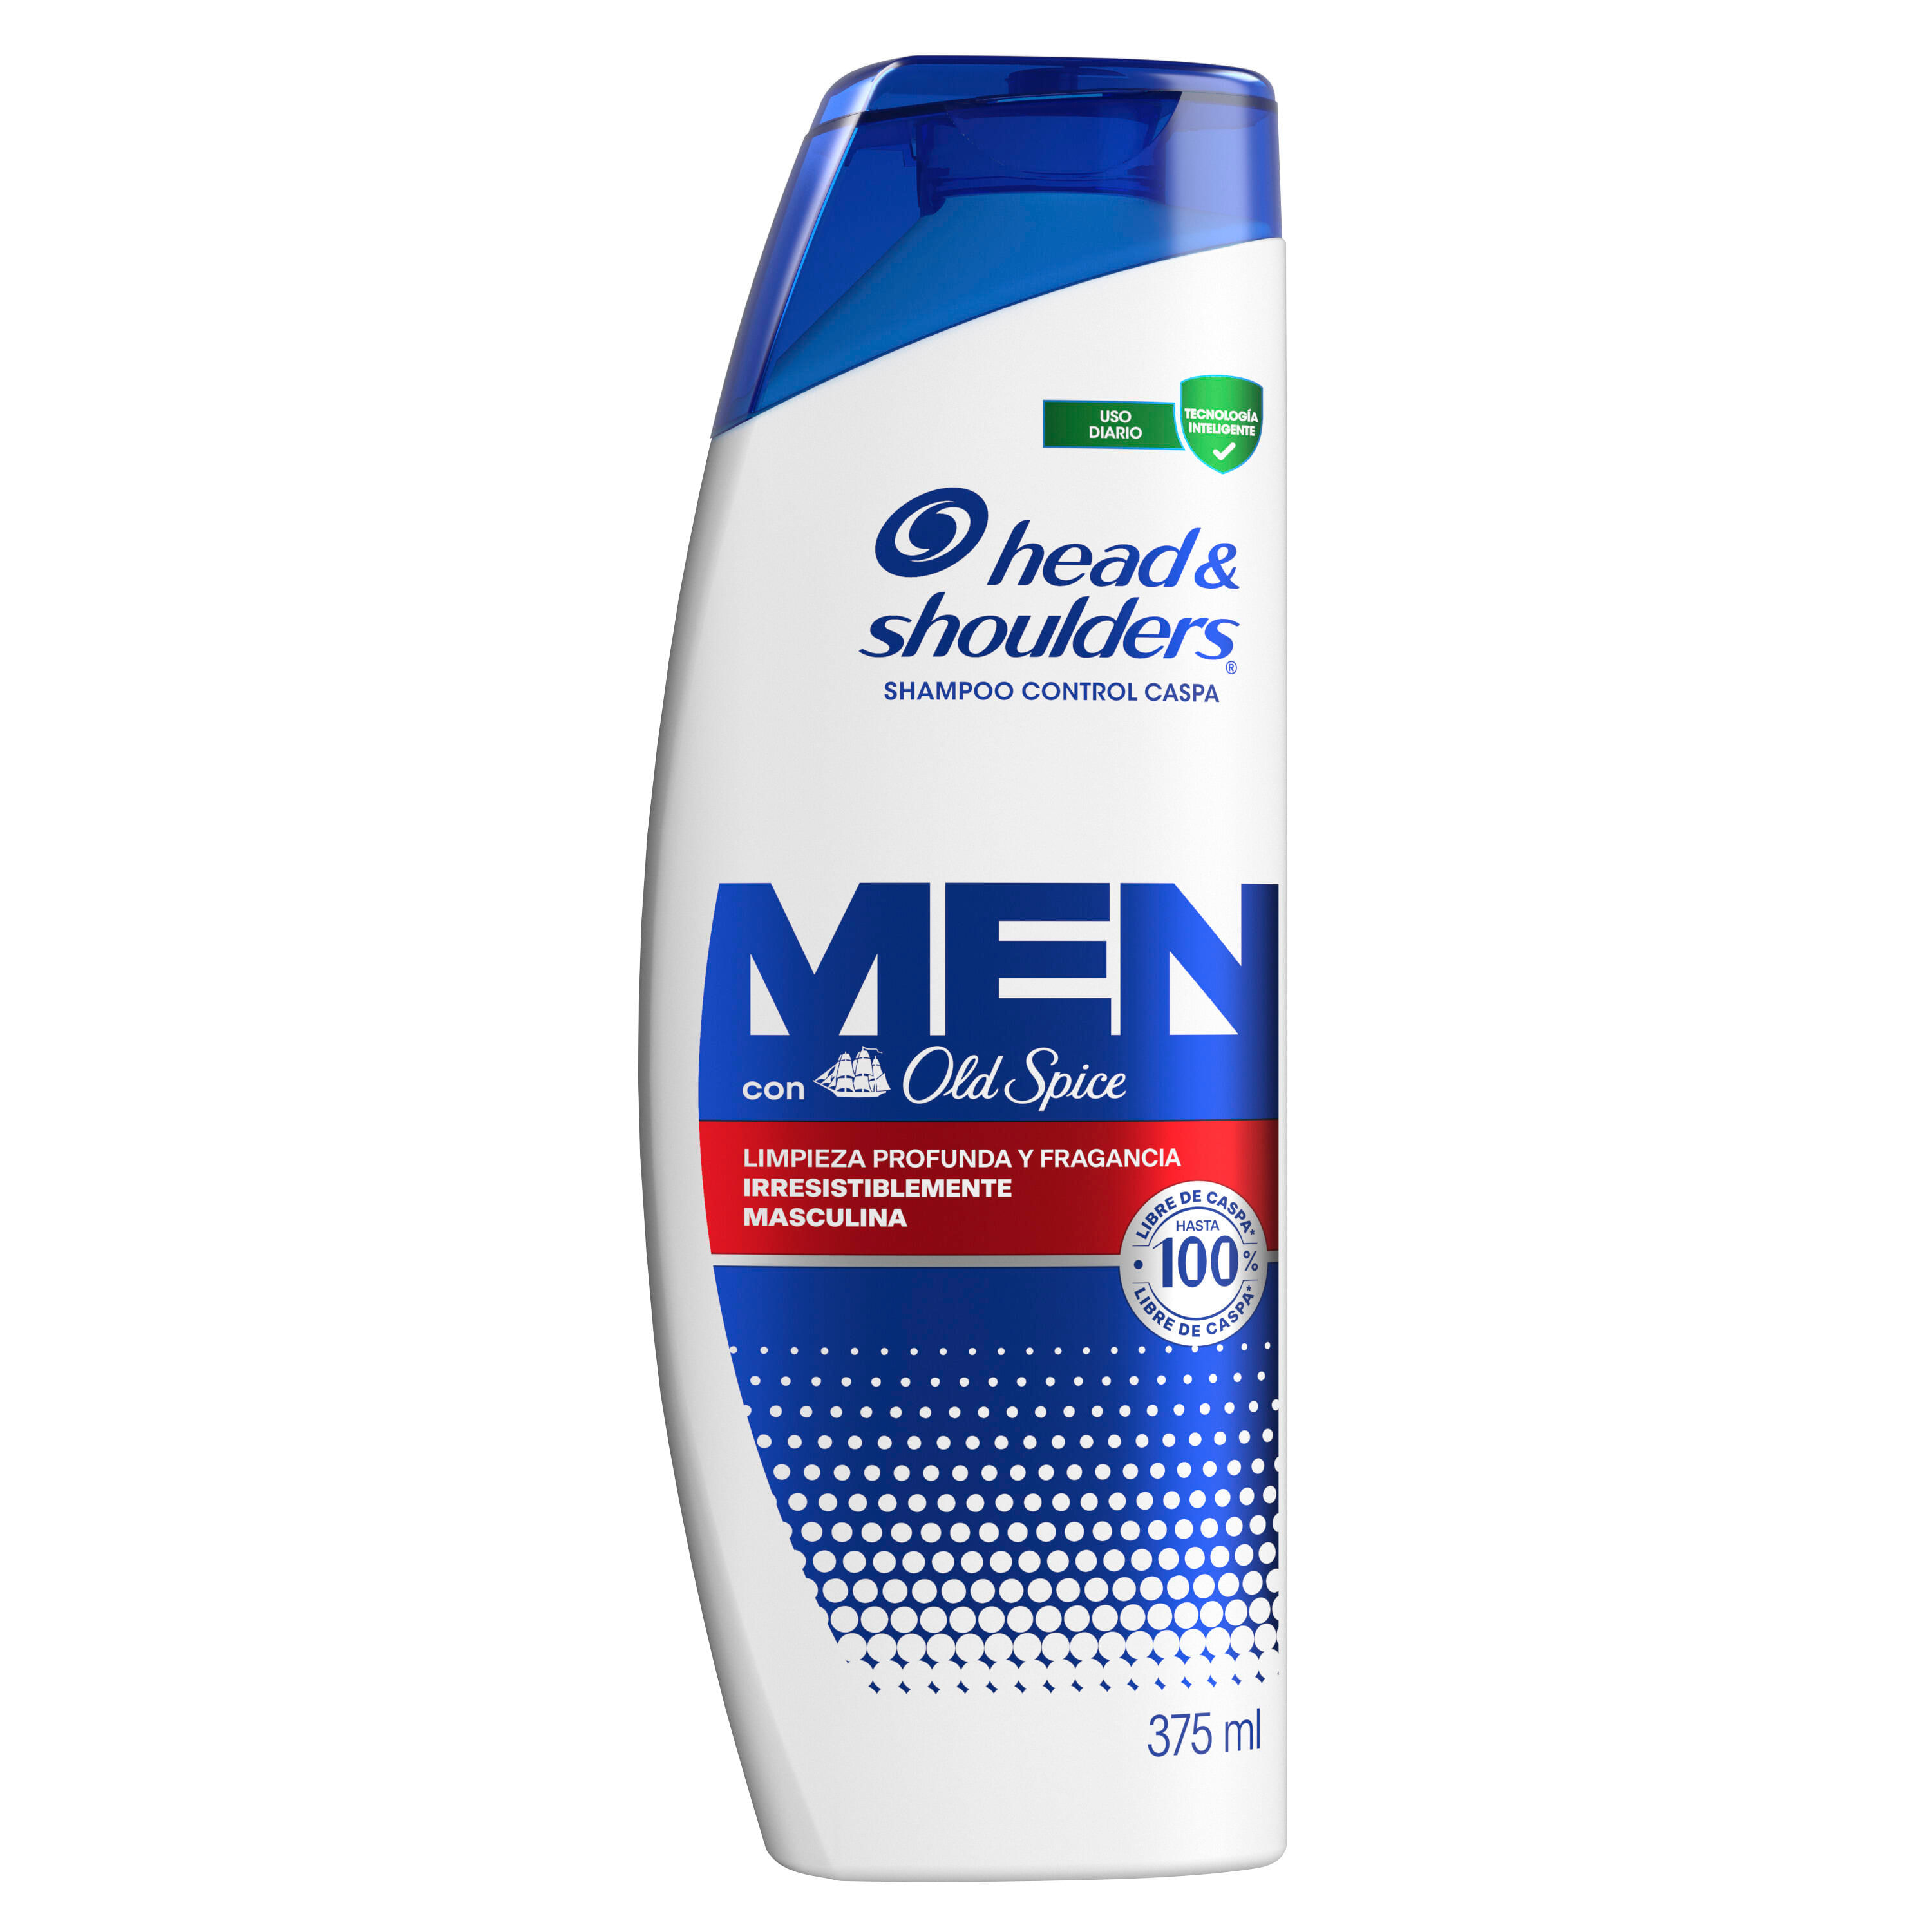 USO
DIARIO
TECNOLOGÍA
INTELIGENTE
head &
shoulders®
SHAMPOO CONTROL CASPA
MEN
con Old Spice
LIMPIEZA PROFUNDA Y FRAGANCIA
IRRESISTIBLEMENTE
MASCULINA
LIBRE DE CASPA*
HASTA
100%
LIBRE DE CASPA*
375 ml